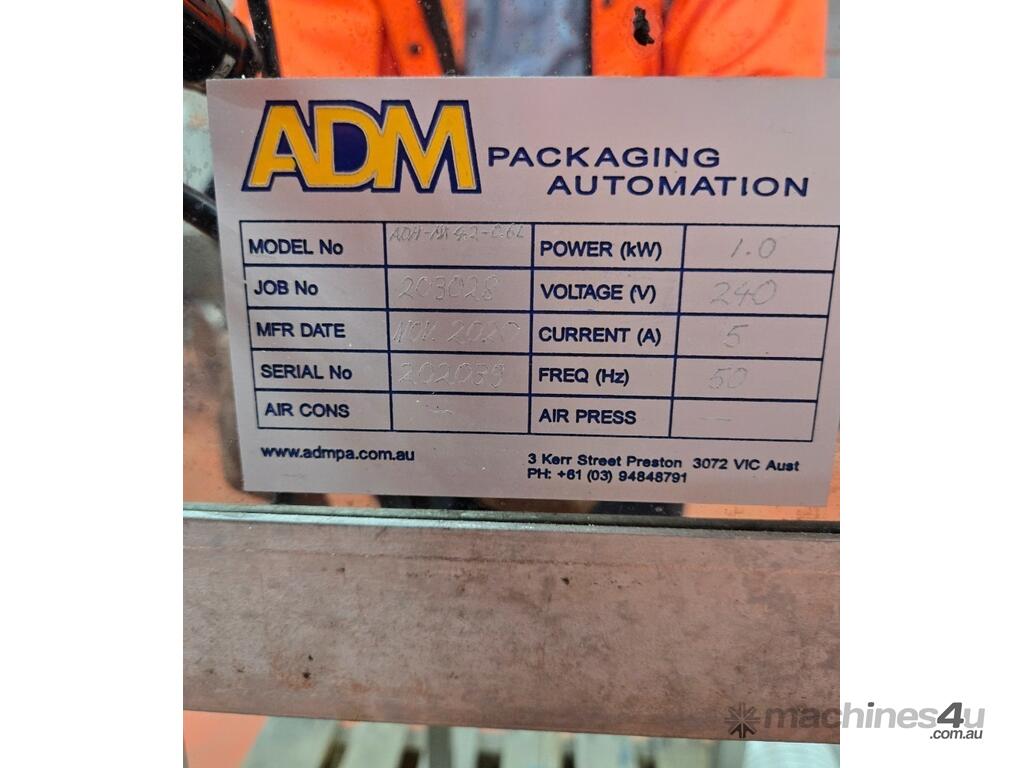 ADM PACKAGING
AUTOMATION
MODEL No POWER (kW) 1.0
JOB No 203028 VOLTAGE (V) 240
MFR DATE NOV. CURRENT (A) 5
SERIAL No FREQ (Hz) 50
AIR CONS — AIR PRESS —
www.admpa.com.au
3 Kerr Street Preston 3072 VIC Aust
PH: +61 (03) 94848791
machines4u
.com.au